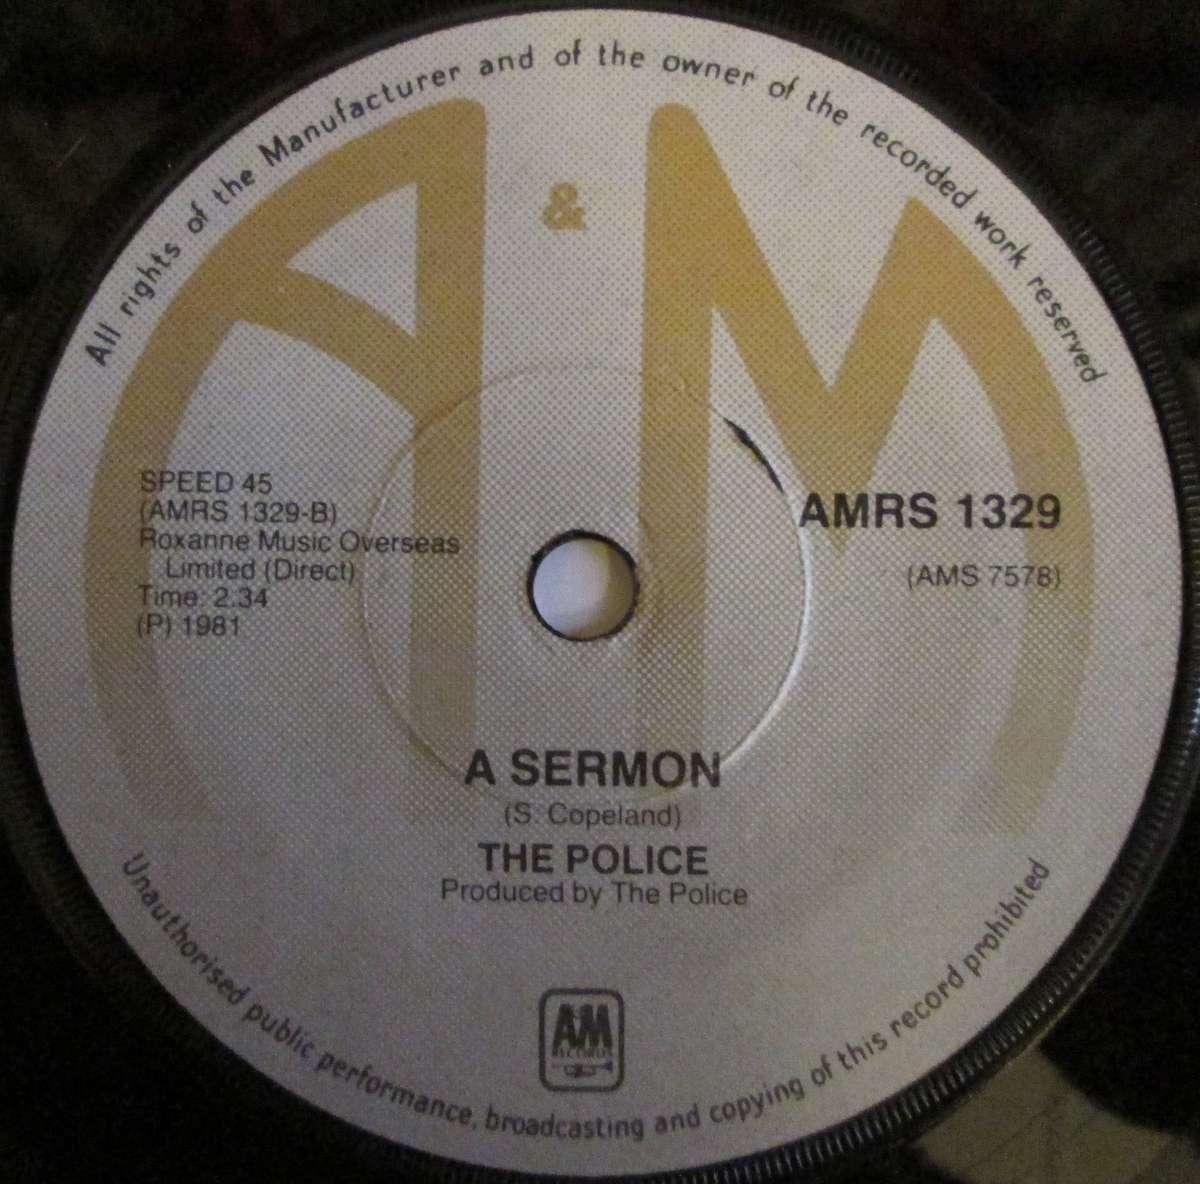 All rights of the Manufacturer and of the owner of the recorded work reserved
A & M
SPEED 45
(AMRS 1329-B)
Roxanne Music Overseas
Limited (Direct)
Time: 2.34
(P) 1981
AMRS 1329
(AMS 7578)
A SERMON
(S. Copeland)
THE POLICE
Produced by The Police
AM
RECORDS
Unauthorised public performance, broadcasting and copying of this record prohibited